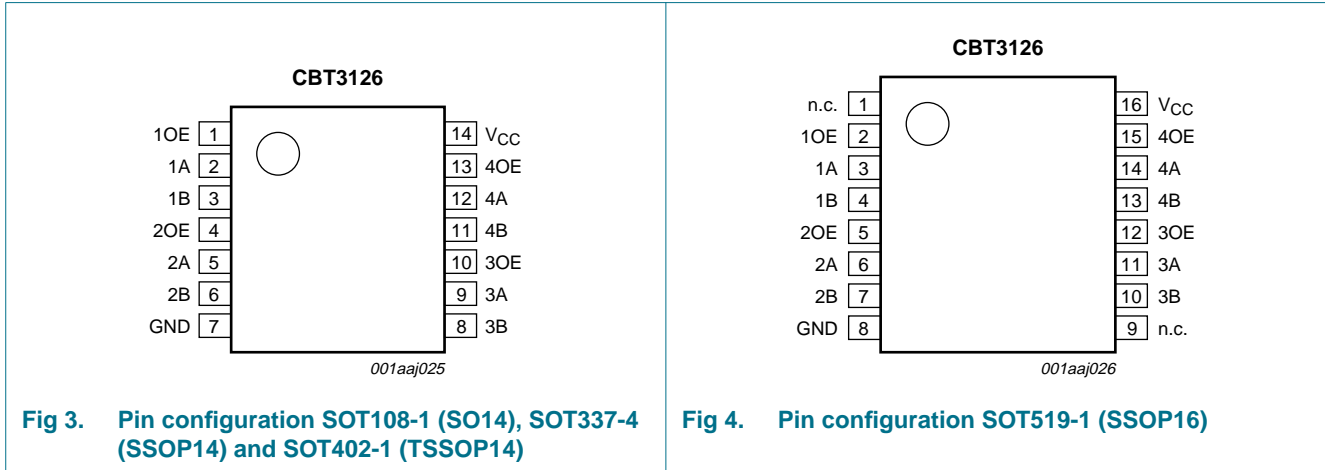 CBT3126
1OE 1
1A 2
1B 3
2OE 4
2A 5
2B 6
GND 7
14 VCC
13 4OE
12 4A
11 4B
10 3OE
9 3A
8 3B
001aaj025
Fig 3. Pin configuration SOT108-1 (SO14), SOT337-4
(SSOP14) and SOT402-1 (TSSOP14)
CBT3126
n.c. 1
1OE 2
1A 3
1B 4
2OE 5
2A 6
2B 7
GND 8
16 VCC
15 4OE
14 4A
13 4B
12 3OE
11 3A
10 3B
9 n.c.
001aaj026
Fig 4. Pin configuration SOT519-1 (SSOP16)